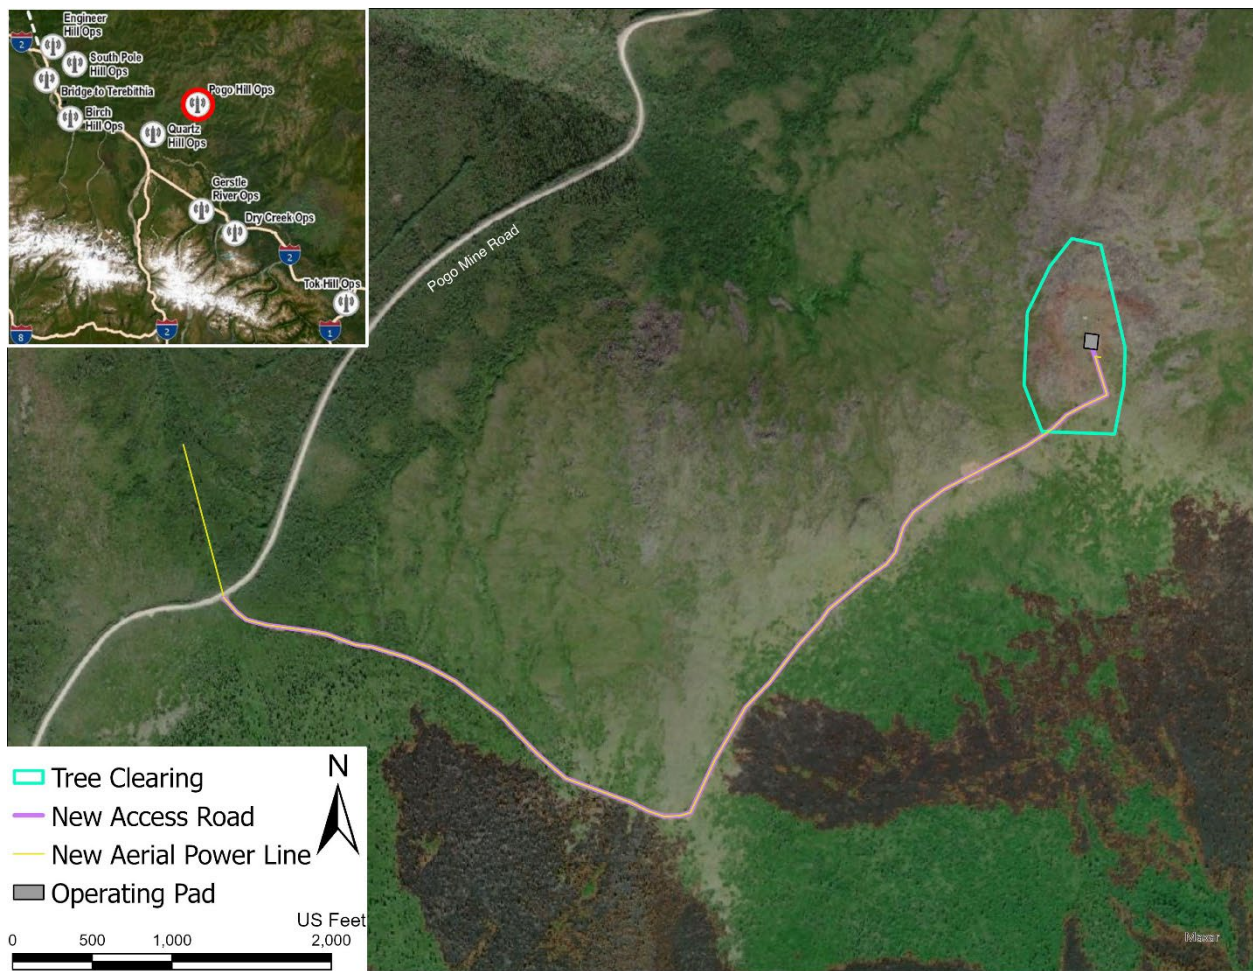 Engineer
Hill Ops
2
South Pole
Hill Ops
Bridge to Terebithia
Pogo Hill Ops
Birch
Hill Ops
Quartz
Hill Ops
Gerstle
River Ops
Dry Creek Ops
2
Tok Hill Ops
8
2
1
Pogo Mine Road
Tree Clearing
New Access Road
New Aerial Power Line
Operating Pad
N
US Feet
0 500 1,000 2,000
Maxar